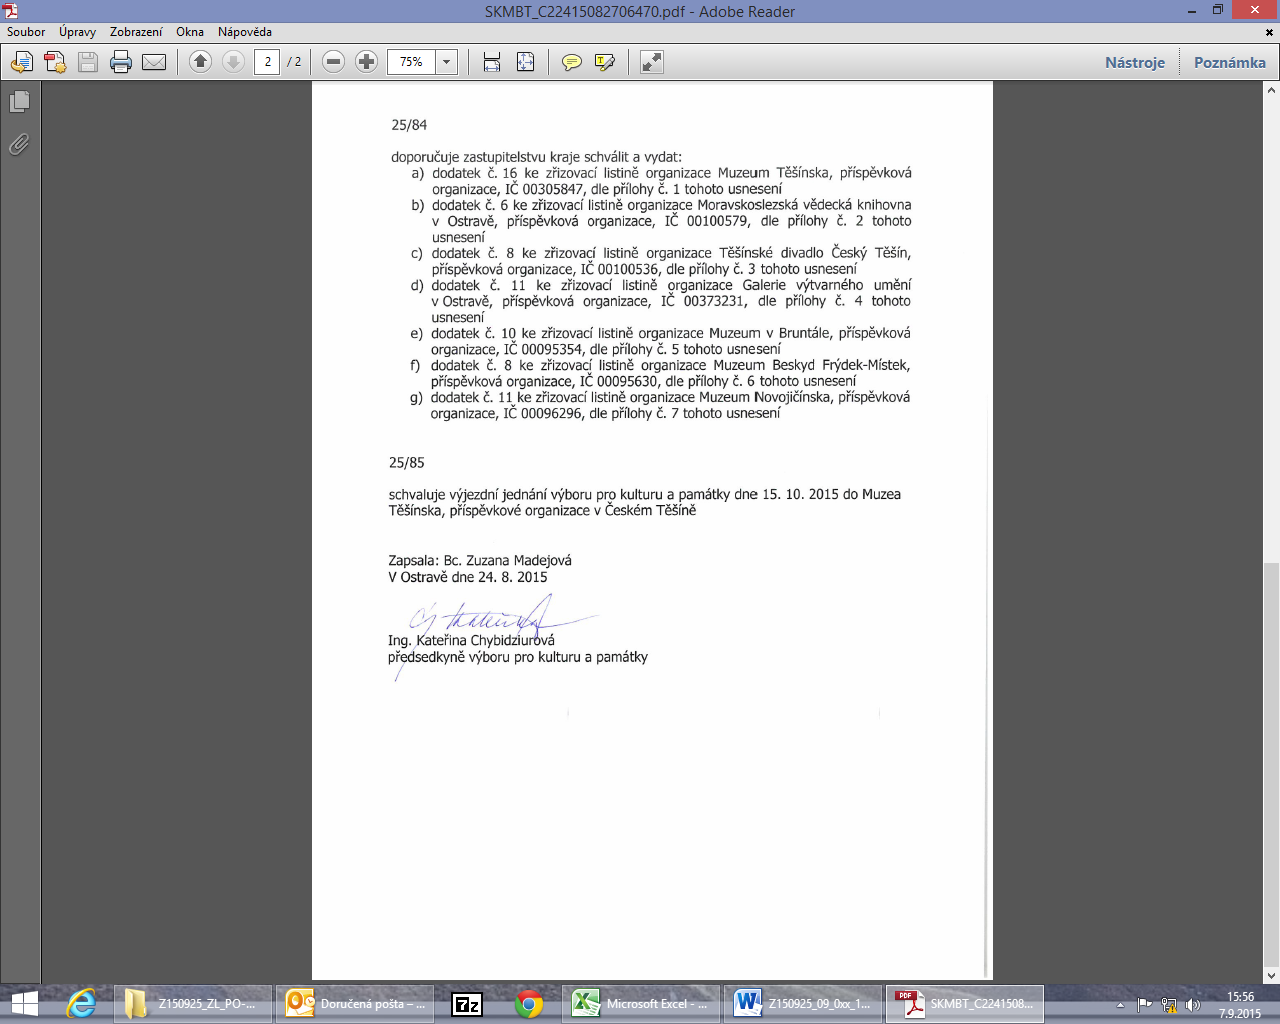 SKMBT_C22415082706470.pdf - Adobe Reader
Soubor Úpravy Zobrazení Okna Nápověda
2 / 2 75% Nástroje Poznámka
25/84
doporučuje zastupitelstvu kraje schválit a vydat:
a) dodatek č. 16 ke zřizovací listině organizace Muzeum Těšínska, příspěvková
organizace, IČ 00305847, dle přílohy č. 1 tohoto usnesení
b) dodatek č. 6 ke zřizovací listině organizace Moravskoslezská vědecká knihovna
v Ostravě, příspěvková organizace, IČ 00100579, dle přílohy č. 2 tohoto
usnesení
c) dodatek č. 8 ke zřizovací listině organizace Těšínské divadlo Český Těšín,
příspěvková organizace, IČ 00100536, dle přílohy č. 3 tohoto usnesení
d) dodatek č. 11 ke zřizovací listině organizace Galerie výtvarného umění
v Ostravě, příspěvková organizace, IČ 00373231, dle přílohy č. 4 tohoto
usnesení
e) dodatek č. 10 ke zřizovací listině organizace Muzeum v Bruntále, příspěvková
organizace, IČ 00095354, dle přílohy č. 5 tohoto usnesení
f) dodatek č. 8 ke zřizovací listině organizace Muzeum Beskyd Frýdek-Místek,
příspěvková organizace, IČ 00095630, dle přílohy č. 6 tohoto usnesení
g) dodatek č. 11 ke zřizovací listině organizace Muzeum Novojičínska, příspěvková
organizace, IČ 00096296, dle přílohy č. 7 tohoto usnesení
25/85
schvaluje výjezdní jednání výboru pro kulturu a památky dne 15. 10. 2015 do Muzea
Těšínska, příspěvkové organizace v Českém Těšíně
Zapsala: Bc. Zuzana Madejová
V Ostravě dne 24. 8. 2015
Ing. Kateřina Chybidziurová
předsedkyně výboru pro kulturu a památky
Z150925_ZL_PO-... Doručená pošta – ... 7z Microsoft Excel - ... Z150925_09_0xx_1... SKMBT_C2241508... 15:56
7.9.2015